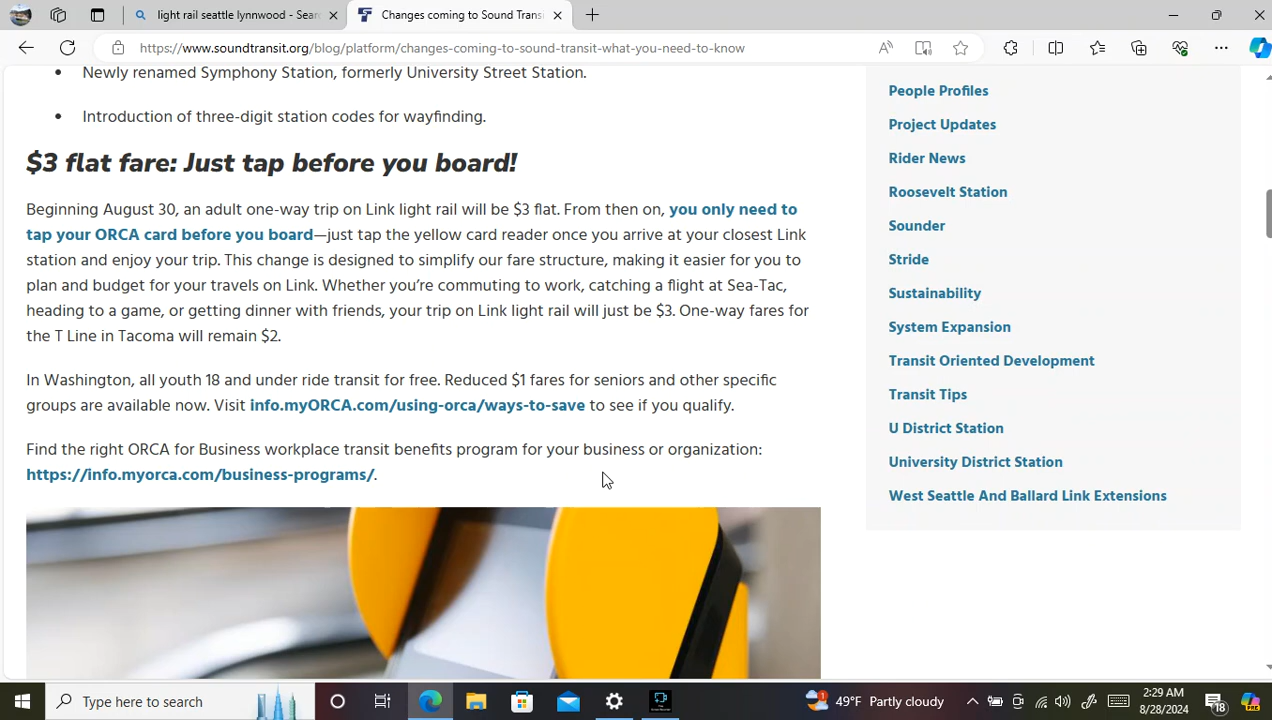 light rail seattle lynnwood - Sear
Changes coming to Sound Trans
https://www.soundtransit.org/blog/platform/changes-coming-to-sound-transit-what-you-need-to-know
• Newly renamed Symphony Station, formerly University Street Station.
• Introduction of three-digit station codes for wayfinding.
$3 flat fare: Just tap before you board!
Beginning August 30, an adult one-way trip on Link light rail will be $3 flat. From then on, you only need to
tap your ORCA card before you board—just tap the yellow card reader once you arrive at your closest Link
station and enjoy your trip. This change is designed to simplify our fare structure, making it easier for you to
plan and budget for your travels on Link. Whether you’re commuting to work, catching a flight at Sea-Tac,
heading to a game, or getting dinner with friends, your trip on Link light rail will just be $3. One-way fares for
the T Line in Tacoma will remain $2.
In Washington, all youth 18 and under ride transit for free. Reduced $1 fares for seniors and other specific
groups are available now. Visit info.myORCA.com/using-orca/ways-to-save to see if you qualify.
Find the right ORCA for Business workplace transit benefits program for your business or organization:
https://info.myorca.com/business-programs/.
People Profiles
Project Updates
Rider News
Roosevelt Station
Sounder
Stride
Sustainability
System Expansion
Transit Oriented Development
Transit Tips
U District Station
University District Station
West Seattle And Ballard Link Extensions
Type here to search
1
49°F Partly cloudy
2:29 AM
8/28/2024
18